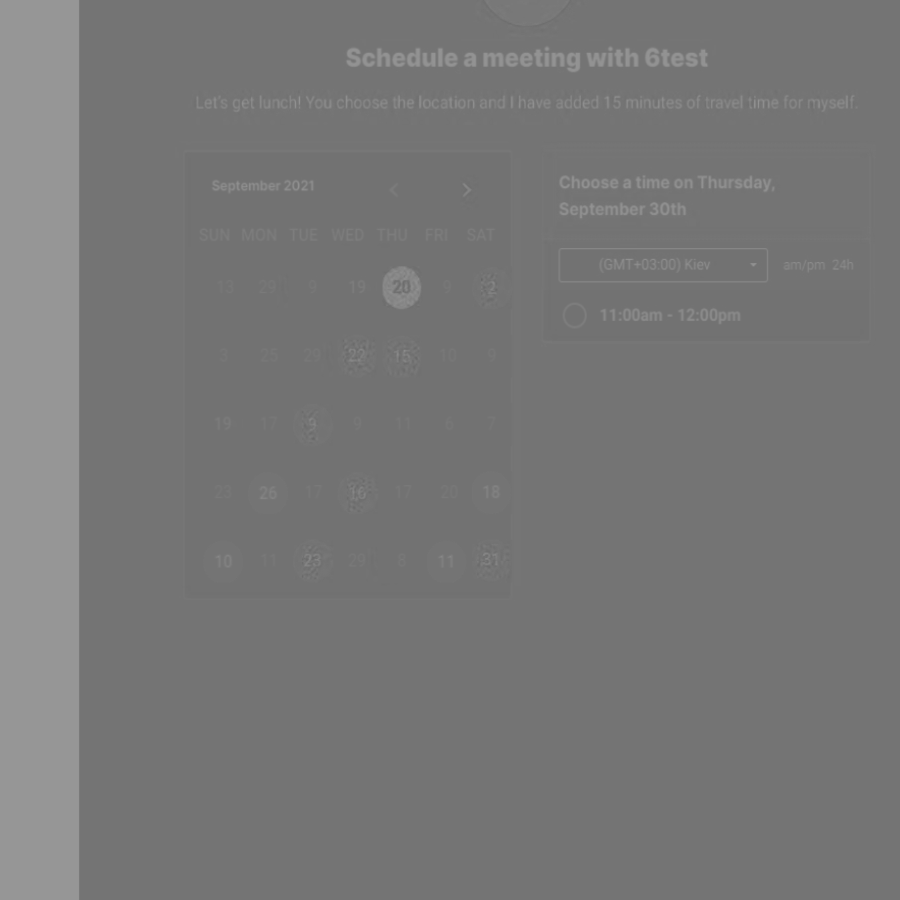 Schedule a meeting with 6test
Let's get lunch! You choose the location and I have added 15 minutes of travel time for myself.
September 2021
SUN MON TUE WED THU FRI SAT
13 29 9 19 20 9 2
3 25 29 22 15 10 9
19 17 9 11 6 7
23 26 17 16 17 20 18
10 11 23 29 8 11 31
Choose a time on Thursday,
September 30th
(GMT+03:00) Kiev
am/pm 24h
11:00am - 12:00pm